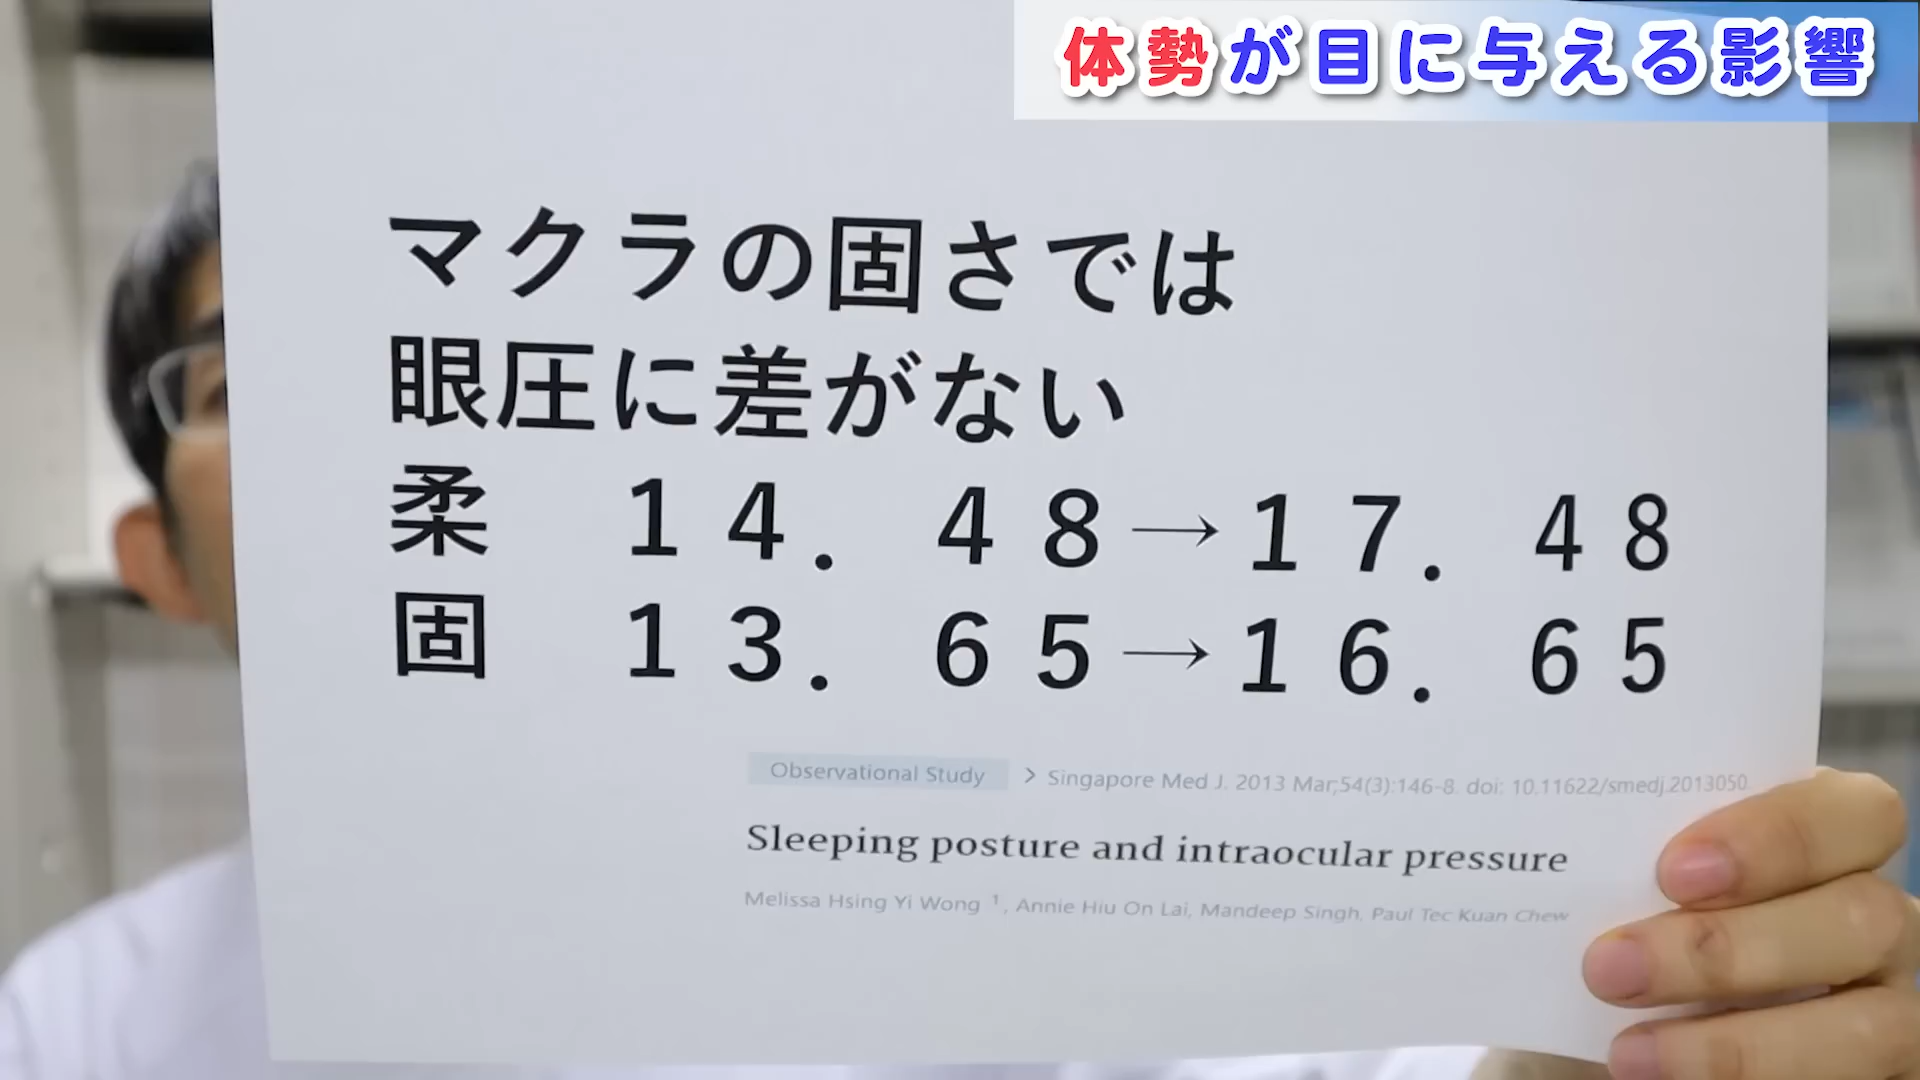 体勢が目に与える影響
マクラの固さでは
眼圧に差がない
柔 14.48→17.48
固 13.65→16.65
Observational Study > Singapore Med J. 2013 Mar;54(3):146-8. doi: 10.11622/smedj.2013050
Sleeping posture and intraocular pressure
Melissa Hsing Yi Wong 1, Annie Hiu On Lai, Mandeep Singh, Paul Tec Kuan Chew